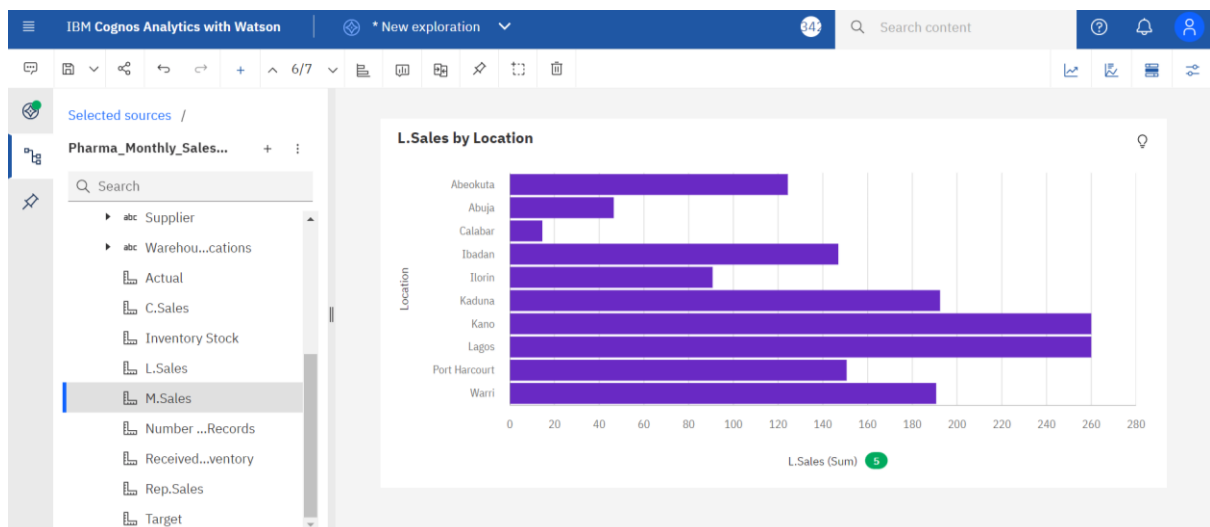 IBM Cognos Analytics with Watson
* New exploration
342
Search content
6/7
Selected sources /
Pharma_Monthly_Sales...
Search
abc Supplier
abc Warehou...cations
Actual
C.Sales
Inventory Stock
L.Sales
M.Sales
Number ...Records
Received...ventory
Rep.Sales
Target
L.Sales by Location
Location
Abeokuta
Abuja
Calabar
Ibadan
Ilorin
Kaduna
Kano
Lagos
Port Harcourt
Warri
0 20 40 60 80 100 120 140 160 180 200 220 240 260 280
L.Sales (Sum) 5